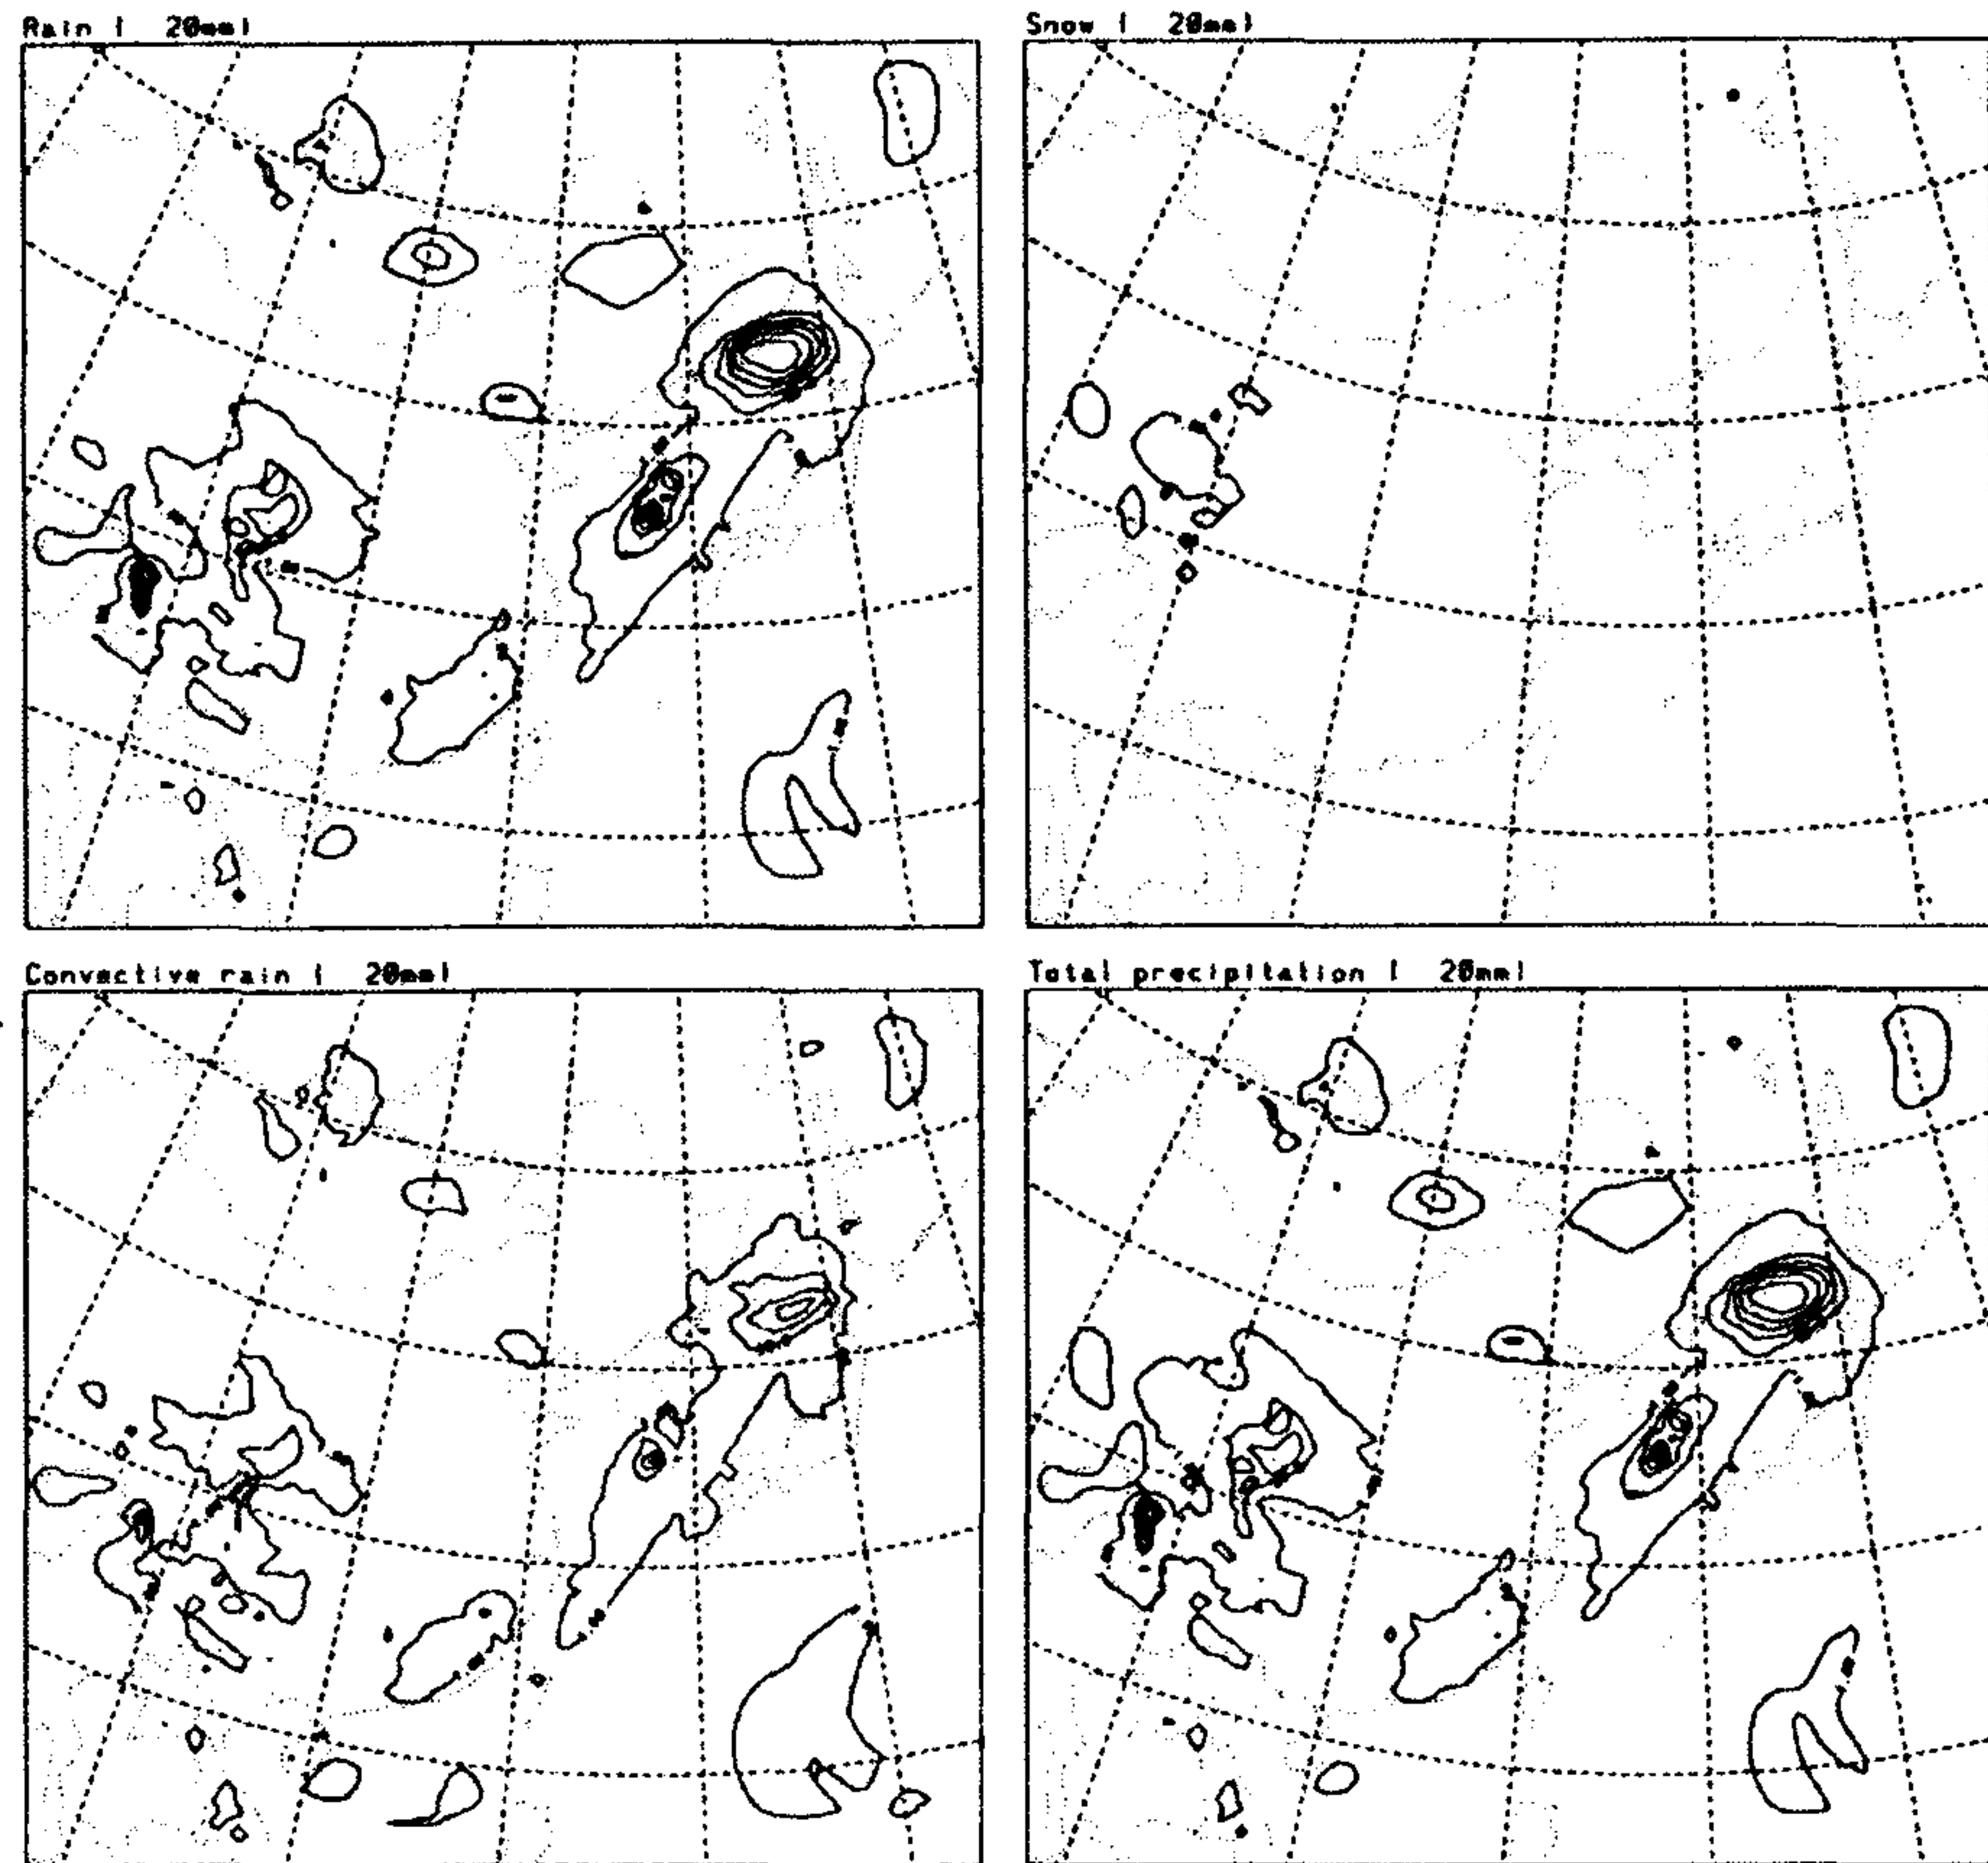 Rain ( 20mm)
Snow ( 20mm)
Convective rain ( 20mm)
Total precipitation ( 20mm)